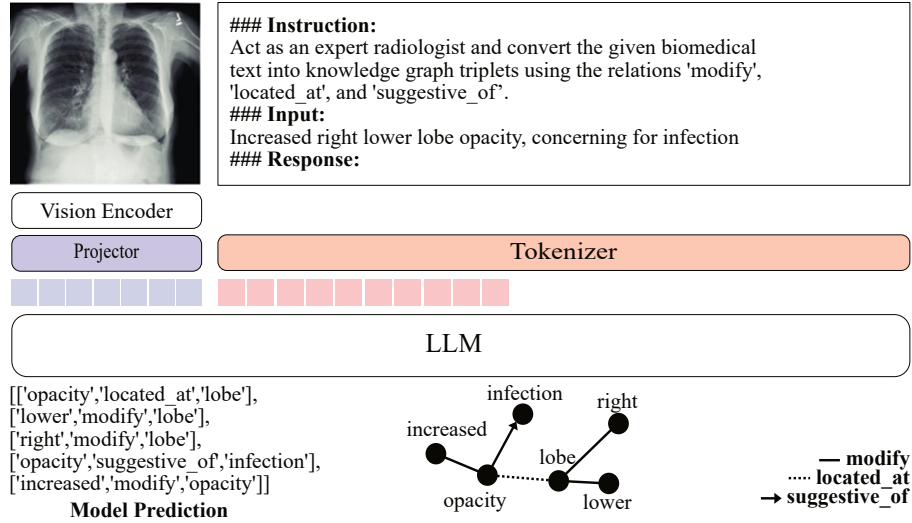 ### Instruction:
Act as an expert radiologist and convert the given biomedical
text into knowledge graph triplets using the relations 'modify',
'located_at', and 'suggestive_of’.
### Input:
Increased right lower lobe opacity, concerning for infection
### Response:
Vision Encoder
Projector
Tokenizer
LLM
[['opacity','located_at','lobe'],
['lower','modify','lobe'],
['right','modify','lobe'],
['opacity','suggestive_of','infection'],
['increased','modify','opacity']]
Model Prediction
infection
right
increased
lobe
opacity
lower
modify
located_at
suggestive_of